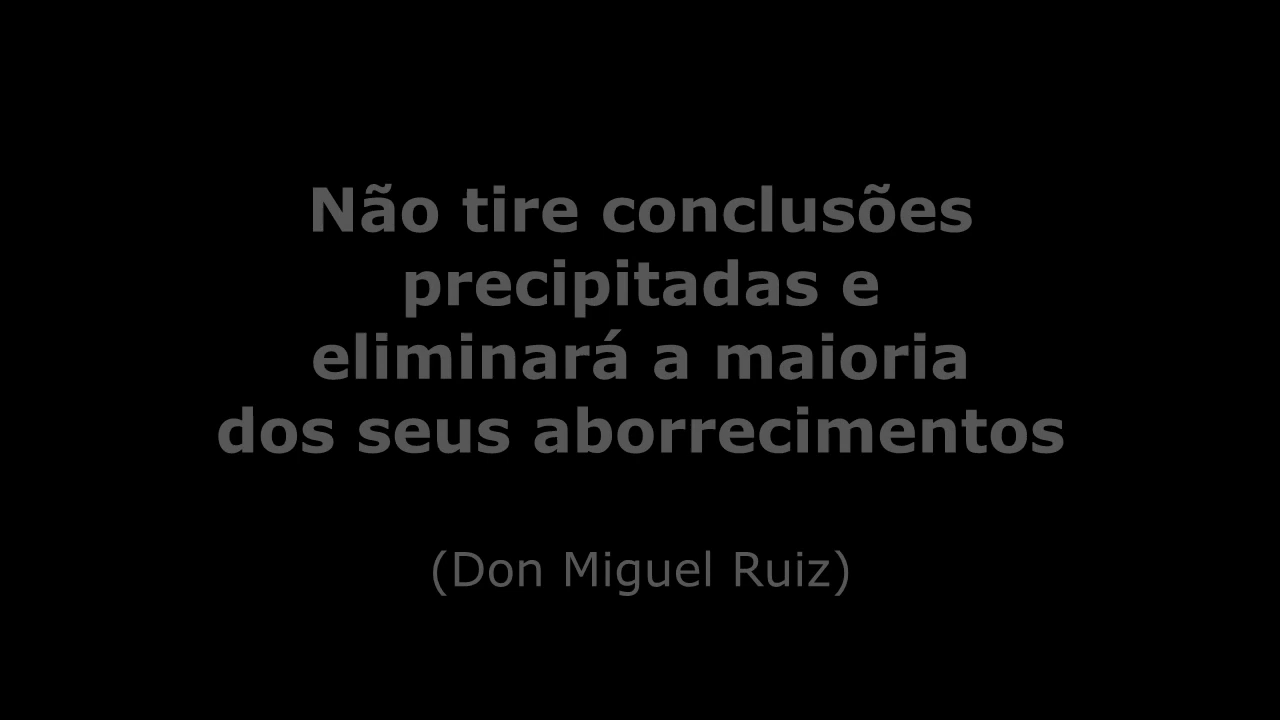 Não tire conclusões
precipitadas e
eliminará a maioria
dos seus aborrecimentos
(Don Miguel Ruiz)